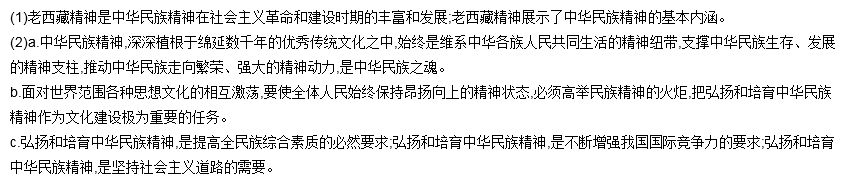 (1)老西藏精神是中华民族精神在社会主义革命和建设时期的丰富和发展;老西藏精神展示了中华民族精神的基本内涵。
(2)a.中华民族精神,深深植根于绵延数千年的优秀传统文化之中,始终是维系中华各族人民共同生活的精神纽带,支撑中华民族生存、发展
的精神支柱,推动中华民族走向繁荣、强大的精神动力,是中华民族之魂。
b.面对世界范围各种思想文化的相互激荡,要使全体人民始终保持昂扬向上的精神状态,必须高举民族精神的火炬,把弘扬和培育中华民族
精神作为文化建设极为重要的任务。
c.弘扬和培育中华民族精神,是提高全民族综合素质的必然要求;弘扬和培育中华民族精神,是不断增强我国国际竞争力的要求;弘扬和培育
中华民族精神,是坚持社会主义道路的需要。